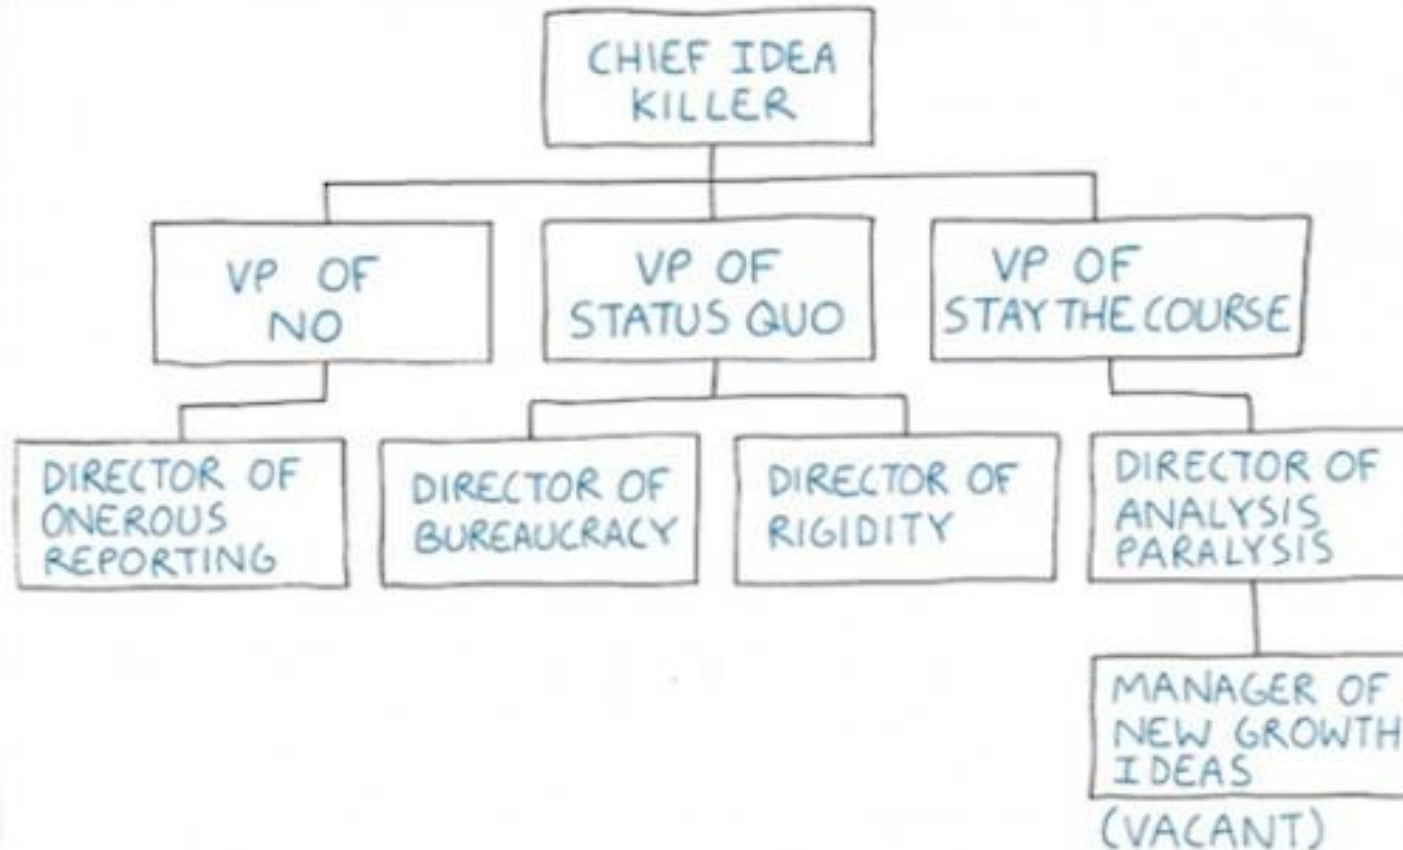 CHIEF IDEA
KILLER
VP OF
NO
VP OF
STATUS QUO
VP OF
STAY THE COURSE
DIRECTOR OF
ONEROUS
REPORTING
DIRECTOR OF
BUREAUCRACY
DIRECTOR OF
RIGIDITY
DIRECTOR OF
ANALYSIS
PARALYSIS
MANAGER OF
NEW GROWTH
IDEAS
(VACANT)